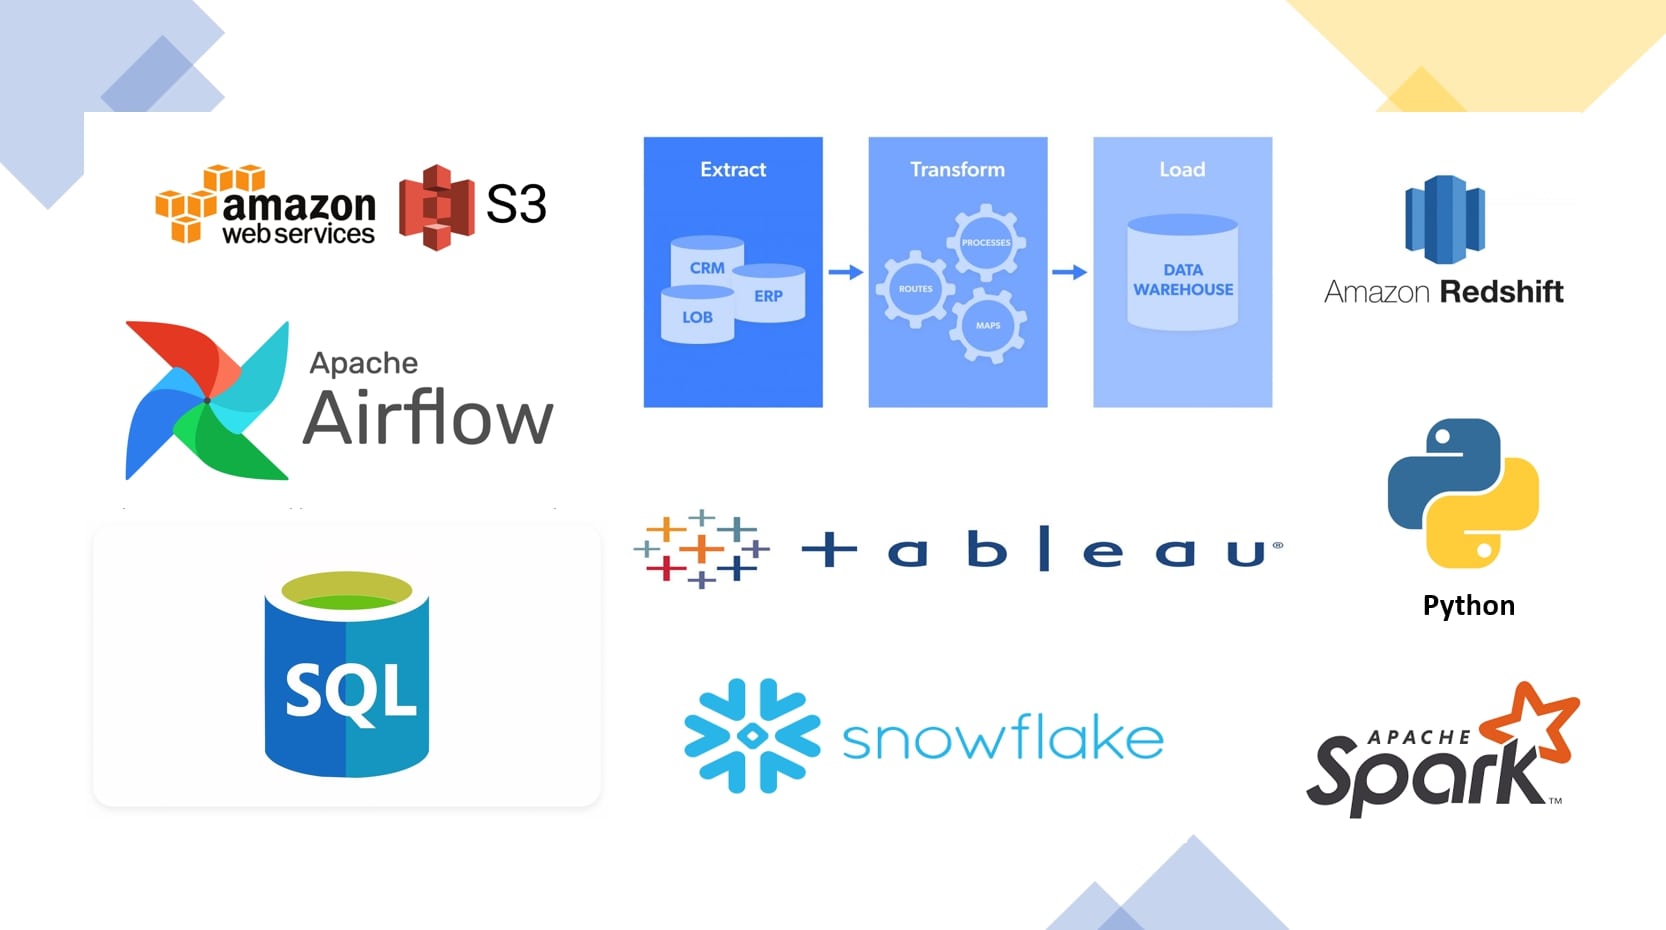 amazon
web services
S3
Extract
CRM
ERP
LOB
Transform
PROCESSES
ROUTES
MAPS
Load
DATA
WAREHOUSE
Amazon Redshift
Apache
Airflow
+ableau®
Python
SQL
snowflake
APACHE
Spark™